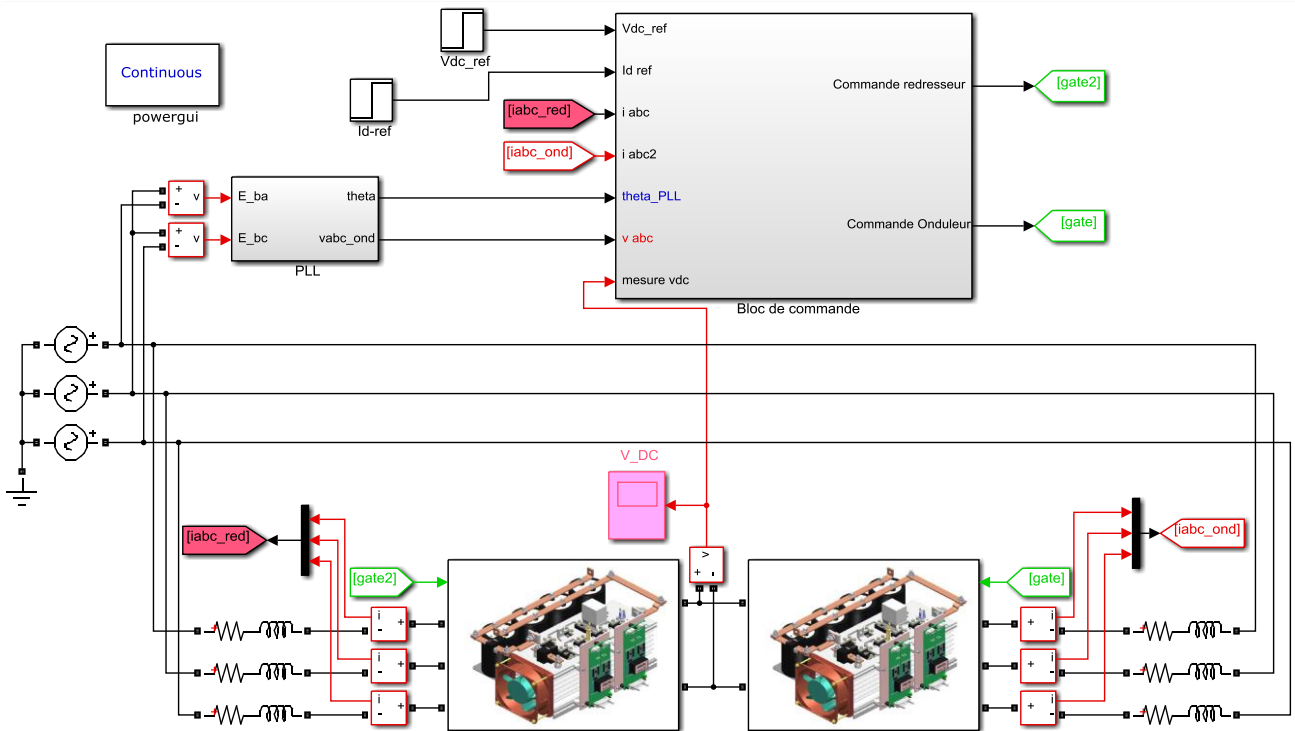 Continuous
powergui
Vdc_ref
Id-ref
[iabc_red]
[iabc_ond]
Vdc_ref
Id ref
i abc
i abc2
theta_PLL
v abc
mesure vdc
Commande redresseur
Commande Onduleur
Bloc de commande
[gate2]
[gate]
+
-
v
+
-
v
E_ba
E_bc
theta
vabc_ond
PLL
+
+
+
V_DC
[iabc_red]
[gate2]
v
+ -
[gate]
[iabc_ond]
i
-
+
i
-
+
i
-
+
+
i
-
+
i
-
+
i
-